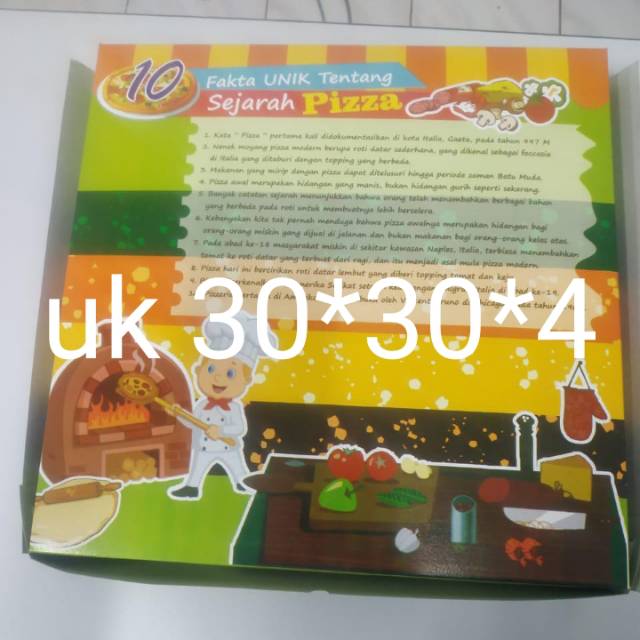 10
Fakta UNIK Tentang
Sejarah Pizza
1. Kata " Pizza " pertama kali didokumentasikan di kota Italia, Gaeta, pada tahun 997 M
2. Nenek moyang pizza modern berupa roti datar sederhana, yang dikenal sebagai foccasia
di Italia yang ditaburi dengan topping yang berbeda.
3. Makanan yang mirip dengan pizza dapat ditelusuri hingga periode zaman Batu Muda.
4. Pizza awal merupakan hidangan yang manis, bukan hidangan gurih seperti sekarang.
5. Banyak catatan sejarah menunjukkan bahwa orang telah menambahkan berbagai bahan
yang berbeda pada roti untuk membuatnya lebih berselera.
6. Kebanyakan kita tak pernah menduga bahwa pizza awalnya merupakan hidangan bagi
orang-orang miskin yang dijual di jalanan dan bukan makanan bagi orang-orang kelas atas.
7. Pada abad ke-18 masyarakat miskin di sekitar kawasan Naples, Italia, terbiasa menambahkan
tomat ke roti datar yang terbuat dari ragi, dan itu menjadi asal mula pizza modern
8. Pizza hari ini bercirikan roti datar lembut yang diberi topping tomat dan keju
uk 30*30*4